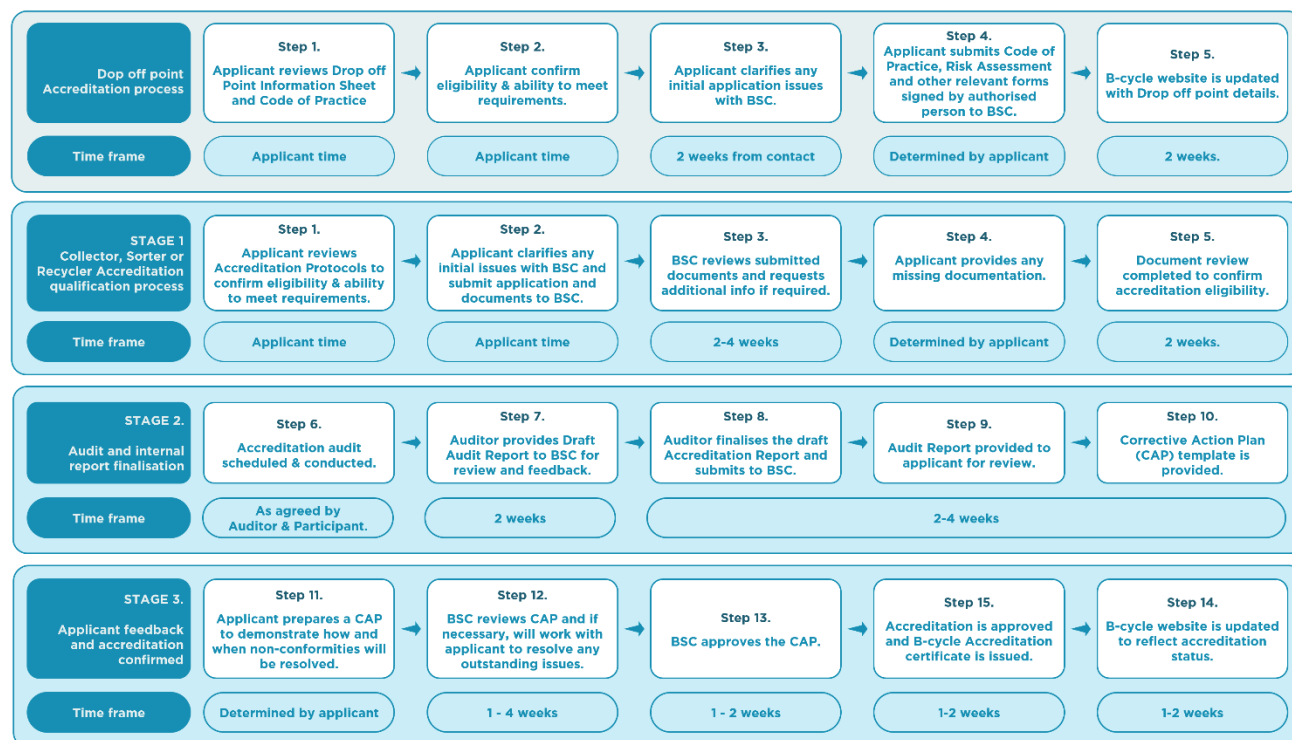 Dop off point
Accreditation process
Step 1.
Applicant reviews Drop off
Point Information Sheet
and Code of Practice
Step 2.
Applicant confirm
eligibility & ability to meet
requirements.
Step 3.
Applicant clarifies any
initial application issues
with BSC.
Step 4.
Applicant submits Code of
Practice, Risk Assessment
and other relevant forms
signed by authorised
person to BSC.
Step 5.
B-cycle website is updated
with Drop off point details.
Time frame
Applicant time
Applicant time
2 weeks from contact
Determined by applicant
2 weeks.
STAGE 1
Collector, Sorter or
Recycler Accreditation
qualification process
Step 1.
Applicant reviews
Accreditation Protocols to
confirm eligibility & ability
to meet requirements.
Step 2.
Applicant clarifies any
initial issues with BSC and
submit application and
documents to BSC.
Step 3.
BSC reviews submitted
documents and requests
additional info if required.
Step 4.
Applicant provides any
missing documentation.
Step 5.
Document review
completed to confirm
accreditation eligibility.
Time frame
Applicant time
Applicant time
2-4 weeks
Determined by applicant
2 weeks.
STAGE 2.
Audit and internal
report finalisation
Step 6.
Accreditation audit
scheduled & conducted.
Step 7.
Auditor provides Draft
Audit Report to BSC for
review and feedback.
Step 8.
Auditor finalises the draft
Accreditation Report and
submits to BSC.
Step 9.
Audit Report provided to
applicant for review.
Step 10.
Corrective Action Plan
(CAP) template is
provided.
Time frame
As agreed by
Auditor & Participant.
2 weeks
2-4 weeks
STAGE 3.
Applicant feedback
and accreditation
confirmed
Step 11.
Applicant prepares a CAP
to demonstrate how and
when non-conformities will
be resolved.
Step 12.
BSC reviews CAP and if
necessary, will work with
applicant to resolve any
outstanding issues.
Step 13.
BSC approves the CAP.
Step 15.
Accreditation is approved
and B-cycle Accreditation
certificate is issued.
Step 14.
B-cycle website is updated
to reflect accreditation
status.
Time frame
Determined by applicant
1 - 4 weeks
1 - 2 weeks
1-2 weeks
1-2 weeks